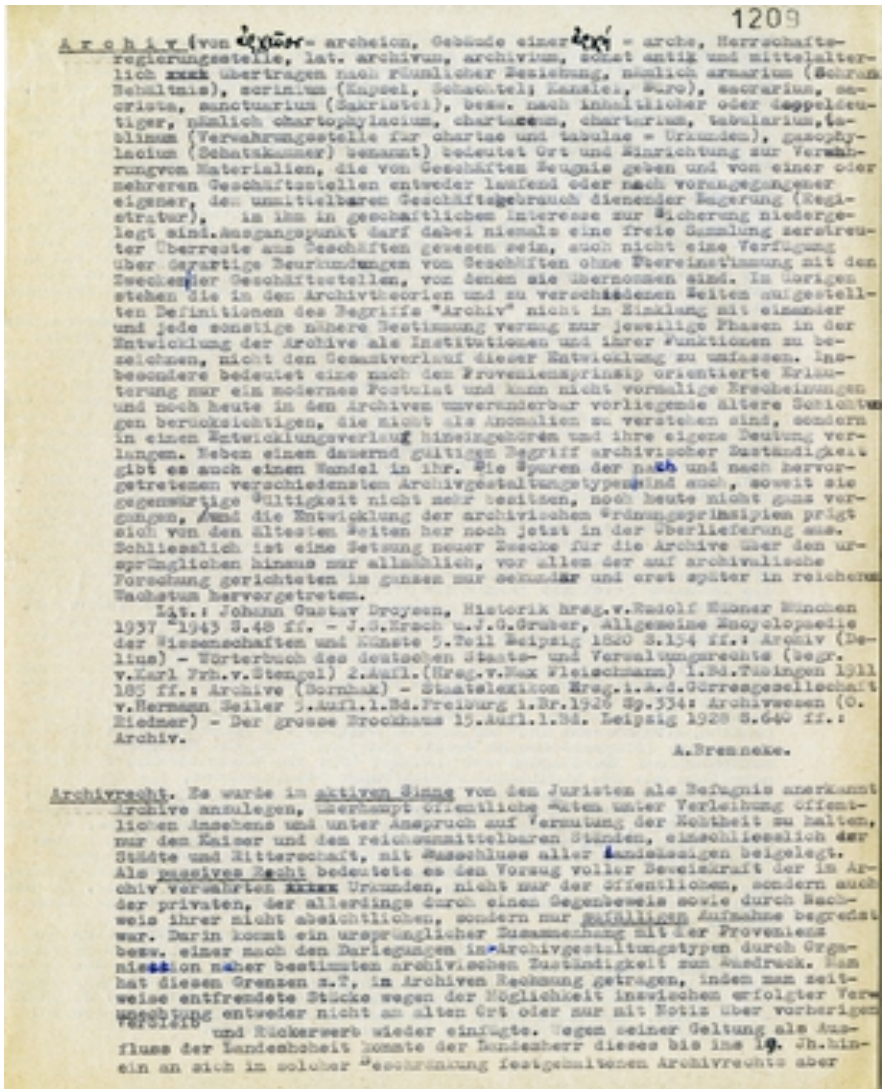 1209
Archiv (von ἀρχεῖον = archeion, Gebäude einer ἀρχή = arche, Herrschafts-
regierungsstelle, lat. archivum, archivium, sonst antik und mittelalter-
lich xxxx übertragen nach räumlicher Beziehung, nämlich armarium (Schrank
Behältnis), scrinium (Kapsel, Schachtel; Kanzlei, Büro), sacrarium, sa-
crista, sanctuarium (Sakristei), bezw. nach inhaltlicher oder doppeldeu-
tiger, nämlich chartophylacium, chartaceum, chartarium, tabularium, ta-
blinum (Verwahrungsstelle für chartae und tabulae = Urkunden), gazophy-
lacium (Schatzkammer) benannt) bedeutet Ort und Einrichtung zur Verwah-
rungvon Materialien, die von Geschäften Zeugnis geben und von einer oder
mehreren Geschäftsstellen entweder laufend oder nach vorangegangener
eigener, dem unmittelbaren Geschäftsgebrauch dienender Lagerung (Regi-
stratur), in ihm in geschäftlichem Interesse zur Sicherung niederge-
legt sind.Ausgangspunkt darf dabei niemals eine freie Sammlung zerstreu-
ter Überreste aus Geschäften gewesen sein, auch nicht eine Verfügung
über derartige Beurkundungen von Geschäften ohne Übereinstimmung mit den
Zwecken der Geschäftsstellen, von denen sie übernommen sind. Im übrigen
stehen die in den Archivtheorien und zu verschiedenen Zeiten aufgestell-
ten Definitionen des Begriffs "Archiv" nicht in Einklang mit einander
und jede sonstige nähere Bestimmung vermag nur jeweilige Phasen in der
Entwicklung der Archive als Institutionen und ihrer Funktionen zu be-
zeichnen, nicht den Gesamtverlauf dieser Entwicklung zu umfassen. Ins-
besondere bedeutet eine nach dem Provenienzprinzip orientierte Erläu-
terung nur ein modernes Postulat und kann nicht vormalige Erscheinungen
und noch heute in den Archiven unveränderbar vorliegende ältere Schichtun
gen berücksichtigen, die nicht als Anomalien zu verstehen sind, sondern
in einen Entwicklungsverlauf hineingehören und ihre eigene Deutung ver-
langen. Neben einem dauernd gültigen Begriff archivischer Zuständigkeit
gibt es auch einen Wandel in ihr. Die Spuren der nach und nach hervor-
getretenen verschiedensten Archivgestaltungstypen sind auch, soweit sie
gegenwärtige Gültigkeit nicht mehr besitzen, noch heute nicht ganz ver-
gangen, und die Entwicklung der archivischen Ordnungsprinzipien prägt
sich von den ältesten Zeiten her noch jetzt in der Überlieferung aus.
Schliesslich ist eine Setzung neuer Zwecke für die Archive über den ur-
sprünglichen hinaus nur allmählich, vor allem der auf archivalische
Forschung gerichteten im ganzen nur sekundär und erst später in reicherem
Wachstum hervorgetreten.
Lit.: Johann Gustav Droysen, Historik hrsg.v.Rudolf Hübner München
1937 1943 S.48 ff. - J.S.Ersch u.J.G.Gruber, Allgemeine Encyclopaedie
der Wissenschaften und Künste 5.Teil Leipzig 1820 S.154 ff.: Archiv (De-
lius) - Wörterbuch des deutschen Staats- und Verwaltungsrechts (begr.
v.Karl Frh.v.Stengel) 2.Aufl.(Hrsg.v.Max Fleischmann) 1.Bd.Tübingen 1911
185 ff.: Archive (Bornhak) - Staatslexikon Hrsg.i.A.d.Görresgesellschaft
v.Hermann Seiler 5.Aufl.1.Bd.Freiburg i.Br.1926 Sp.334: Archivwesen (O.
Riedner) - Der grosse Brockhaus 15.Aufl.1.Bd. Leipzig 1928 S.640 ff.:
Archiv.
A.Brenneke.
Archivrecht. Es wurde im aktiven Sinne von den Juristen als Befugnis anerkannt
Archive anzulegen, überhaupt öffentliche Akten unter Verleihung öffent-
lichen Ansehens und unter Anspruch auf Vermutung der Echtheit zu halten,
nur dem Kaiser und den reichsunmittelbaren Ständen, einschliesslich der
Städte und Ritterschaft, mit Ausschluss aller Landsässigen beigelegt.
Als passives Recht bedeutete es den Vorzug voller Beweiskraft der im Ar-
chiv verwahrten xxxxx Urkunden, nicht nur der öffentlichen, sondern auch
der privaten, der allerdings durch einen Gegenbeweis sowie durch Nach-
weis ihrer nicht absichtlichen, sondern nur zufälligen Aufnahme begrenzt
war. Darin kommt ein ursprünglicher Zusammenhang mit der Provenienz
bezw. einer nach den Darlegungen in Archivgestaltungstypen durch Orga-
nisation näher bestimmten archivischen Zuständigkeit zum Ausdruck. Man
hat diesen Grenzen z.T. in Archiven Rechnung getragen, indem man zeit-
weise entfremdete Stücke wegen der Möglichkeit inzwischen erfolgter Ver-
unechtung entweder nicht am alten Ort oder nur mit Notiz über vorherigen
Verbleib und Rückerwerb wieder einfügte. Wegen seiner Geltung als Aus-
fluss der Landeshoheit konnte der Landesherr dieses bis ins 19. Jh.hin-
ein an sich in solcher Beschränkung festgehaltenen Archivrechts aber